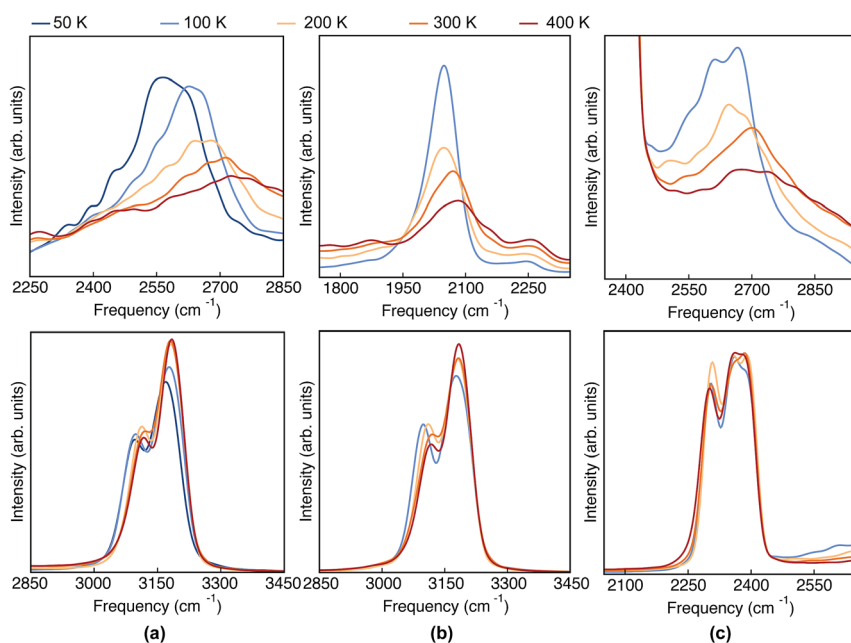 50 K 100 K 200 K 300 K 400 K
Intensity (arb. units) Intensity (arb. units) Intensity (arb. units)
2250 2400 2550 2700 2850 1800 1950 2100 2250 2400 2550 2700 2850
Frequency (cm -1) Frequency (cm -1) Frequency (cm -1)
Intensity (arb. units) Intensity (arb. units) Intensity (arb. units)
2850 3000 3150 3300 3450 2850 3000 3150 3300 3450 2100 2250 2400 2550
Frequency (cm -1) Frequency (cm -1) Frequency (cm -1)
(a) (b) (c)